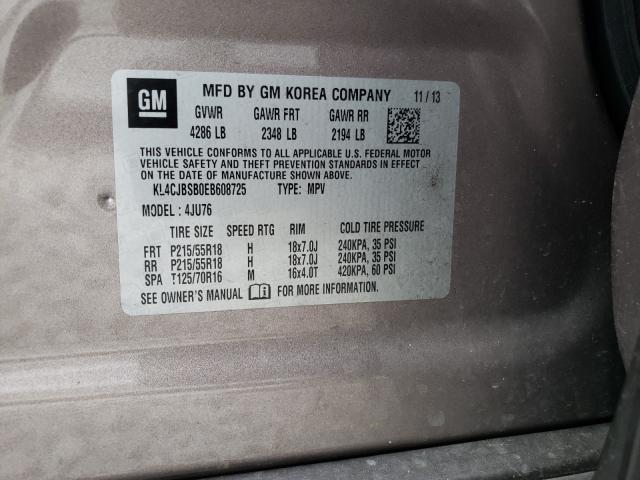 GM MFD BY GM KOREA COMPANY 11/13
GVWR GAWR FRT GAWR RR
4286 LB 2348 LB 2194 LB
THIS VEHICLE CONFORMS TO ALL APPLICABLE U.S. FEDERAL MOTOR
VEHICLE SAFETY AND THEFT PREVENTION STANDARDS IN EFFECT
ON THE DATE OF MANUFACTURE SHOWN ABOVE.
KL4CJBSB0EB608725 TYPE: MPV
MODEL: 4JU76
TIRE SIZE SPEED RTG RIM COLD TIRE PRESSURE
FRT P215/55R18 H 18x7.0J 240KPA, 35 PSI
RR P215/55R18 H 18x7.0J 240KPA, 35 PSI
SPA T125/70R16 M 16x4.0T 420KPA, 60 PSI
SEE OWNER'S MANUAL FOR MORE INFORMATION.